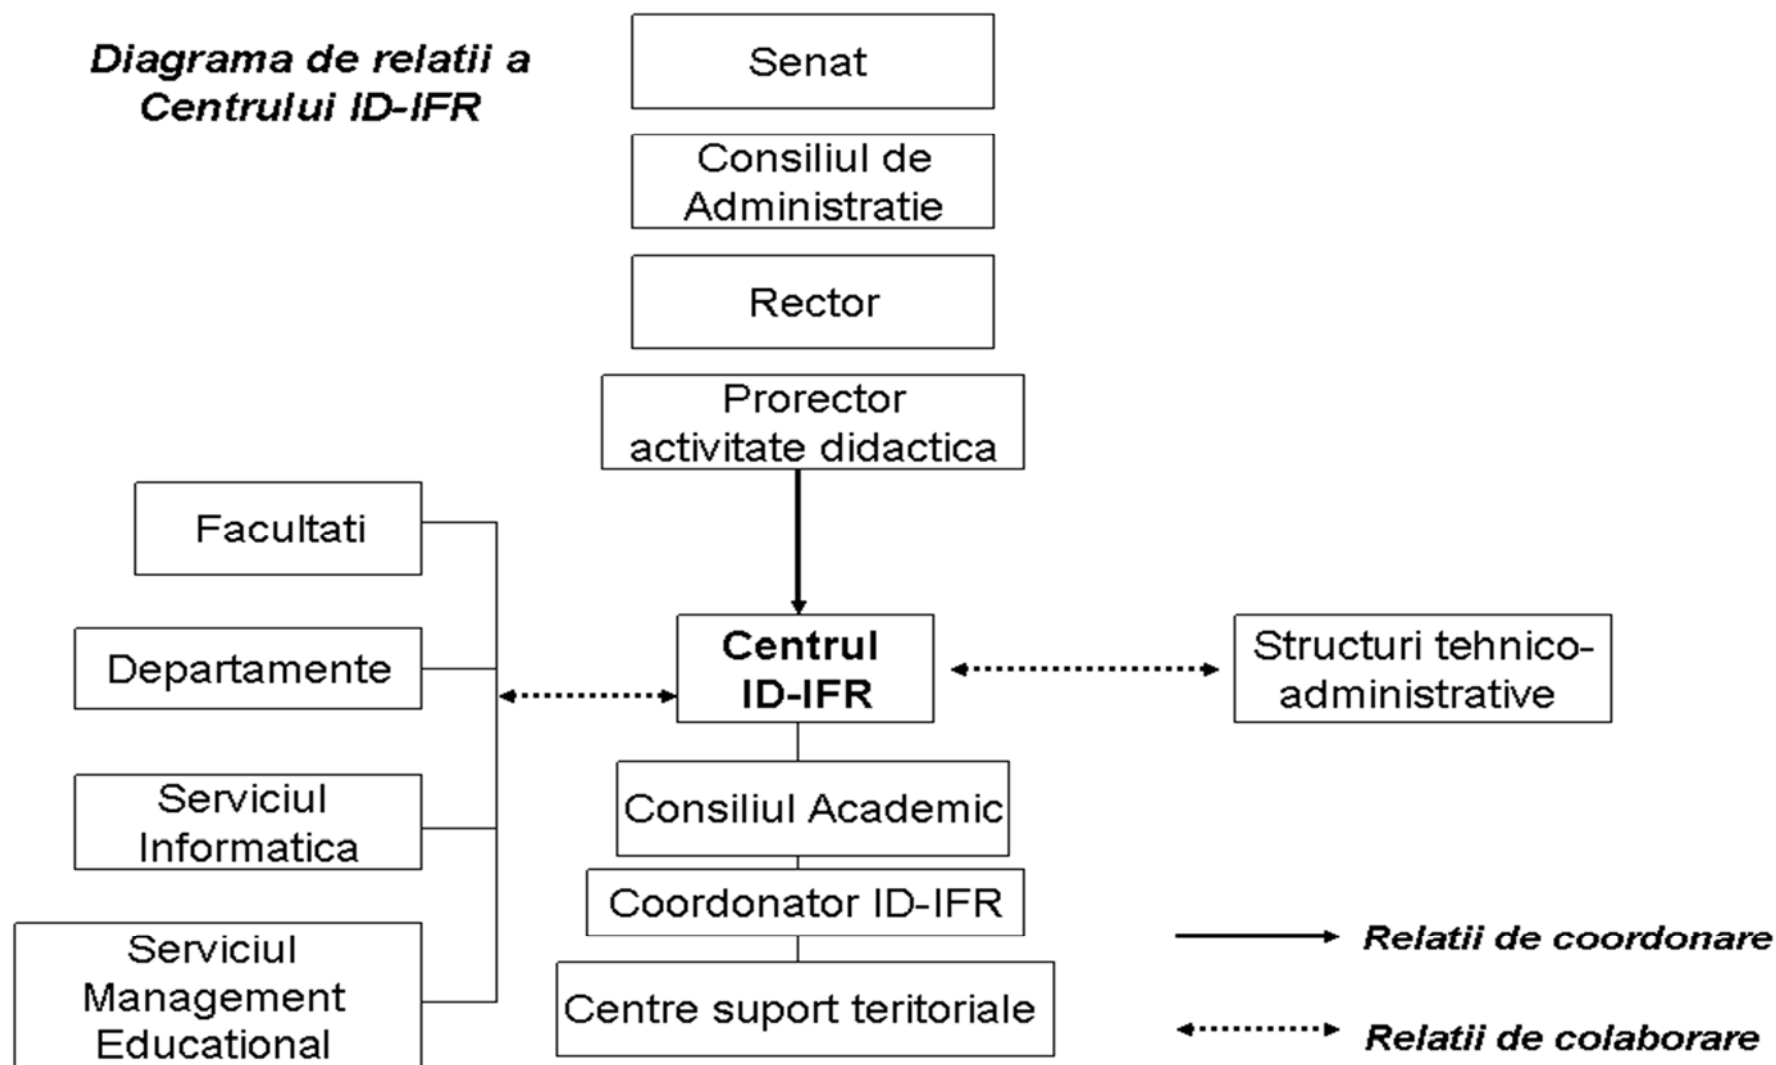 Diagrama de relatii a
Centrului ID-IFR
Senat
Consiliul de
Administratie
Rector
Prorector
activitate didactica
Facultati
Departamente
Serviciul
Informatica
Serviciul
Management
Educational
Centrul
ID-IFR
Structuri tehnico-
administrative
Consiliul Academic
Coordonator ID-IFR
Centre suport teritoriale
Relatii de coordonare
Relatii de colaborare